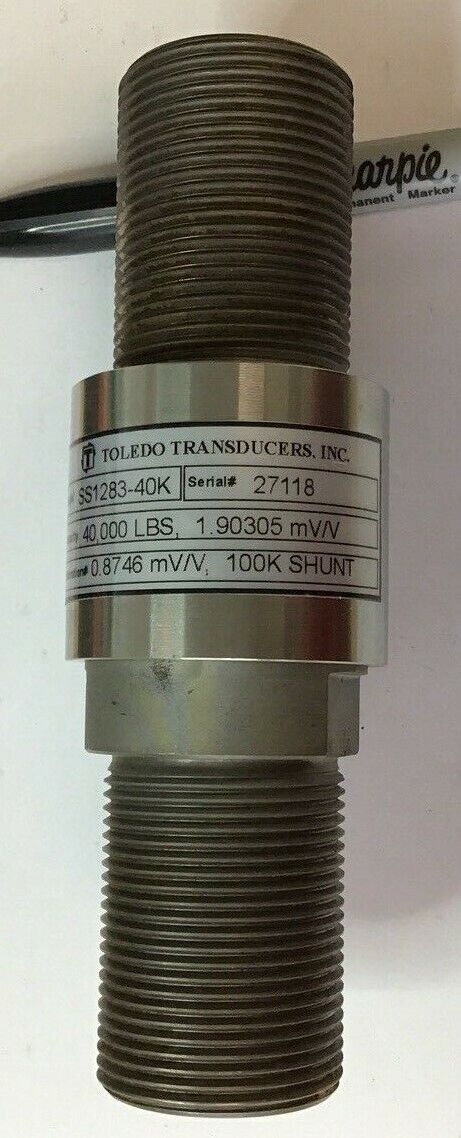 arpie.
manent Marker
T TOLEDO TRANSDUCERS, INC.
SS1283-40K Serial# 27118
40,000 LBS, 1.90305 mV/V
0.8746 mV/V, 100K SHUNT